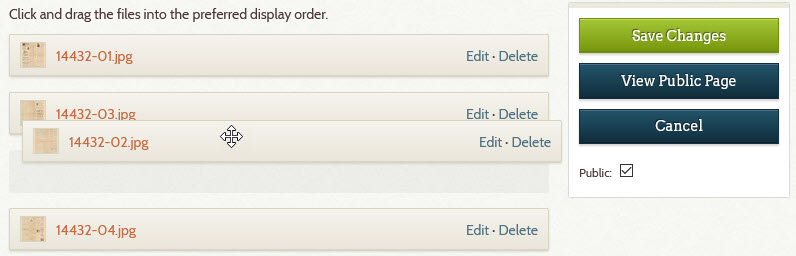 Click and drag the files into the preferred display order.
14432-01.jpg Edit · Delete
14432-03.jpg Edit · Delete
14432-02.jpg Edit · Delete
14432-04.jpg Edit · Delete
Save Changes
View Public Page
Cancel
Public: